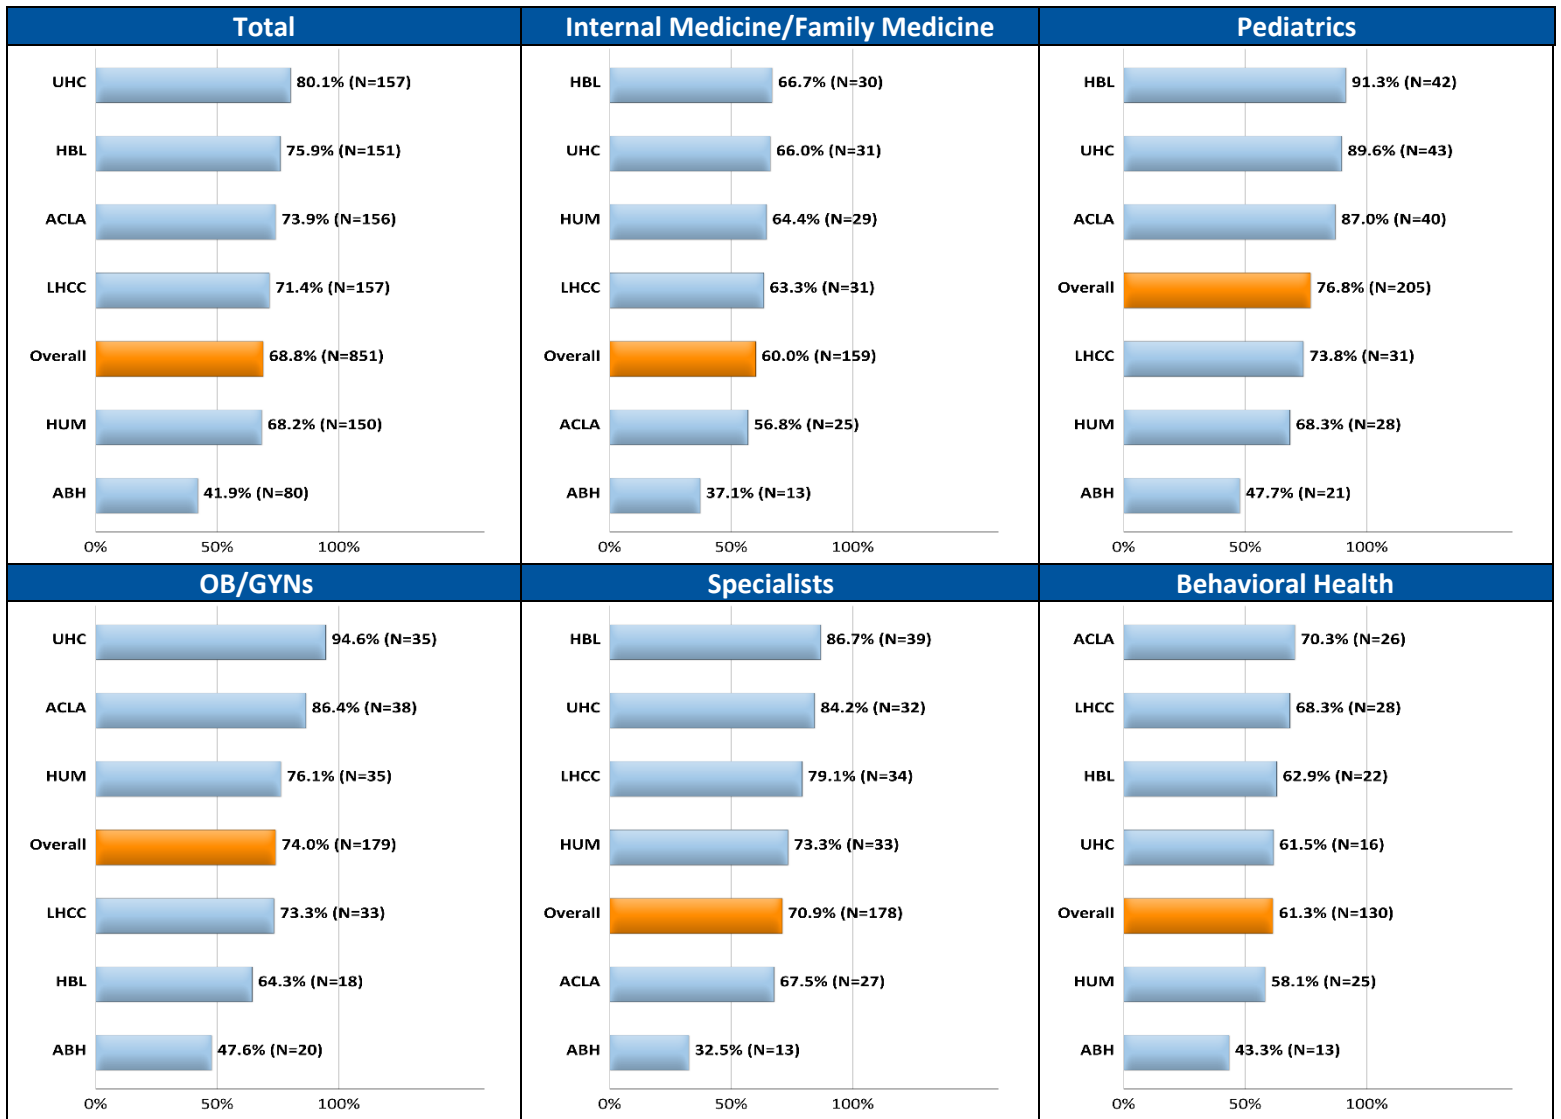 Total
UHC 80.1% (N=157)
HBL 75.9% (N=151)
ACLA 73.9% (N=156)
LHCC 71.4% (N=157)
Overall 68.8% (N=851)
HUM 68.2% (N=150)
ABH 41.9% (N=80)
0% 50% 100%
Internal Medicine/Family Medicine
HBL 66.7% (N=30)
UHC 66.0% (N=31)
HUM 64.4% (N=29)
LHCC 63.3% (N=31)
Overall 60.0% (N=159)
ACLA 56.8% (N=25)
ABH 37.1% (N=13)
0% 50% 100%
Pediatrics
HBL 91.3% (N=42)
UHC 89.6% (N=43)
ACLA 87.0% (N=40)
Overall 76.8% (N=205)
LHCC 73.8% (N=31)
HUM 68.3% (N=28)
ABH 47.7% (N=21)
0% 50% 100%
OB/GYNs
UHC 94.6% (N=35)
ACLA 86.4% (N=38)
HUM 76.1% (N=35)
Overall 74.0% (N=179)
LHCC 73.3% (N=33)
HBL 64.3% (N=18)
ABH 47.6% (N=20)
0% 50% 100%
Specialists
HBL 86.7% (N=39)
UHC 84.2% (N=32)
LHCC 79.1% (N=34)
HUM 73.3% (N=33)
Overall 70.9% (N=178)
ACLA 67.5% (N=27)
ABH 32.5% (N=13)
0% 50% 100%
Behavioral Health
ACLA 70.3% (N=26)
LHCC 68.3% (N=28)
HBL 62.9% (N=22)
UHC 61.5% (N=16)
Overall 61.3% (N=130)
HUM 58.1% (N=25)
ABH 43.3% (N=13)
0% 50% 100%